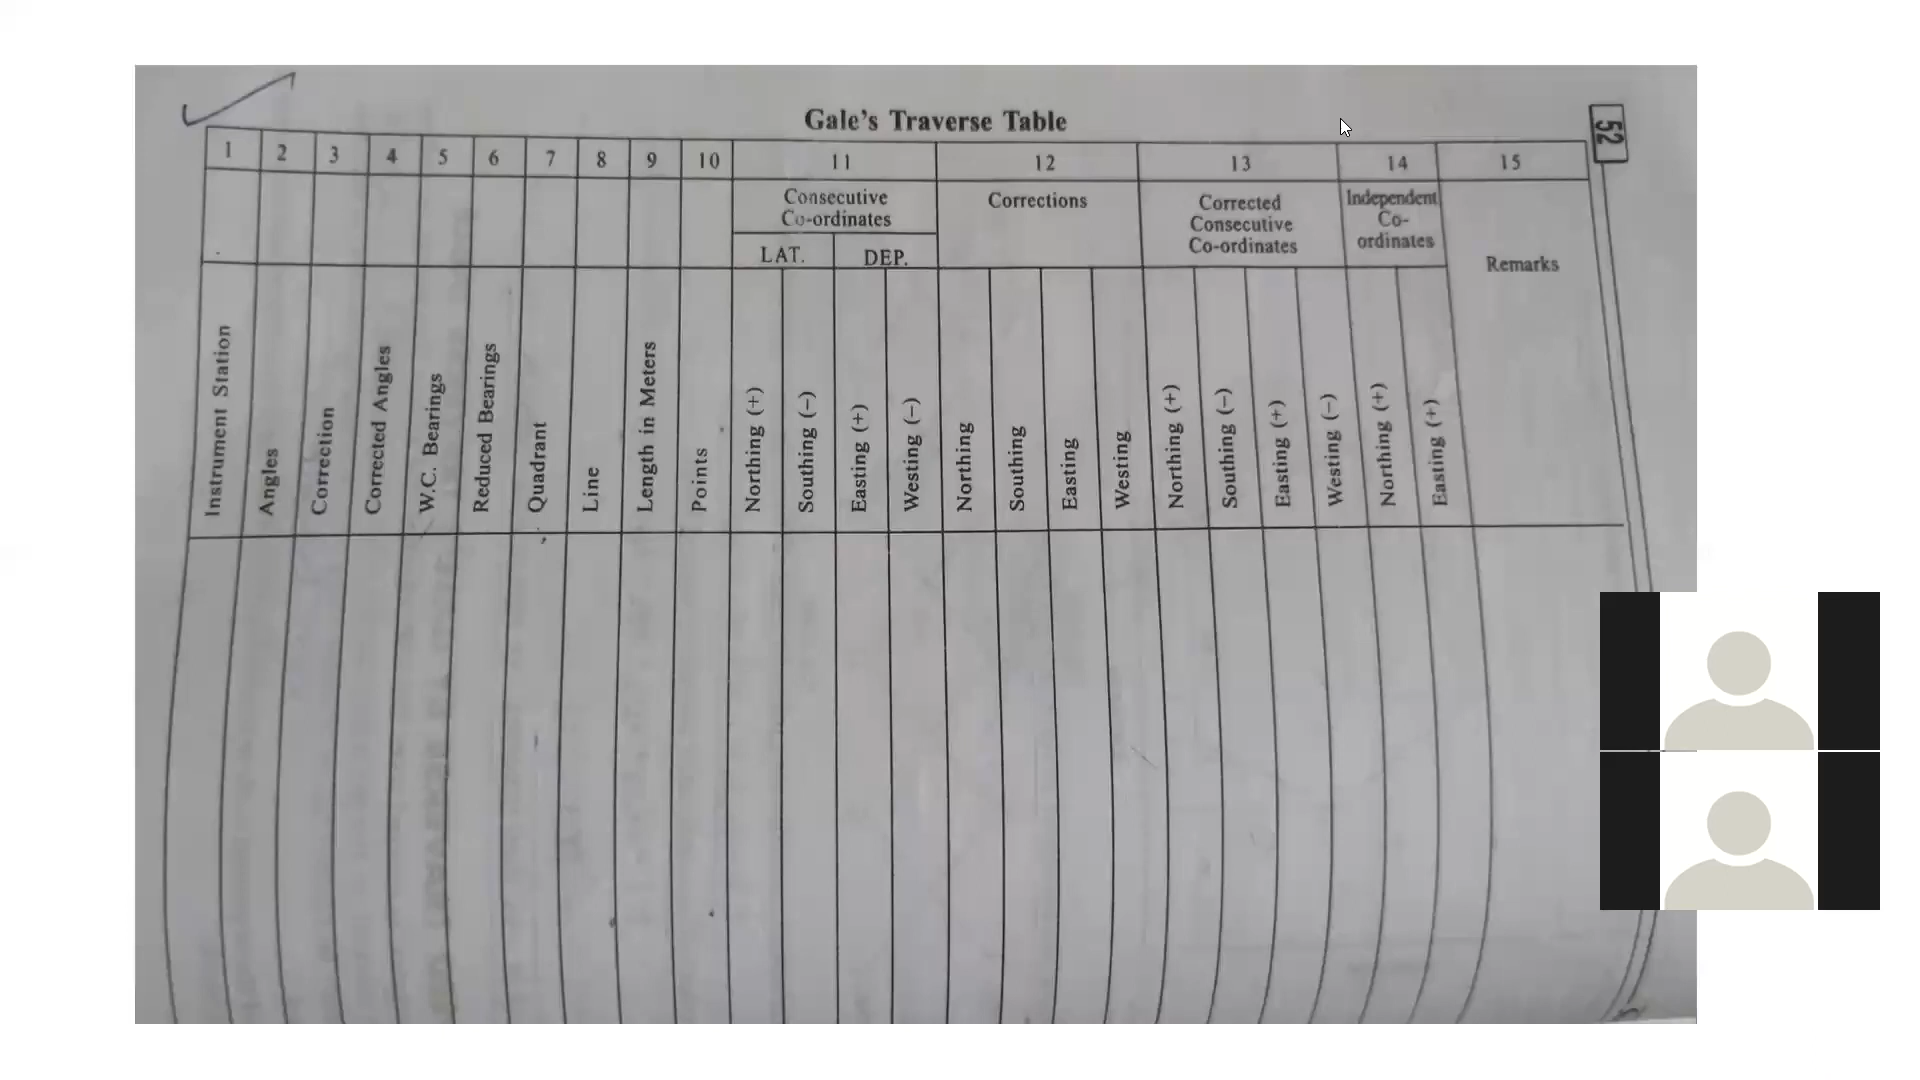 Gale's Traverse Table
52
1 2 3 4 5 6 7 8 9 10 11 12 13 14 15
Consecutive
Co-ordinates
LAT. DEP.
Corrections
Corrected
Consecutive
Co-ordinates
Independent
Co-
ordinates
Remarks
Instrument Station
Angles
Correction
Corrected Angles
W.C. Bearings
Reduced Bearings
Quadrant
Line
Length in Meters
Points
Northing (+)
Southing (–)
Easting (+)
Westing (–)
Northing
Southing
Easting
Westing
Northing (+)
Southing (–)
Easting (+)
Westing (–)
Northing (+)
Easting (+)